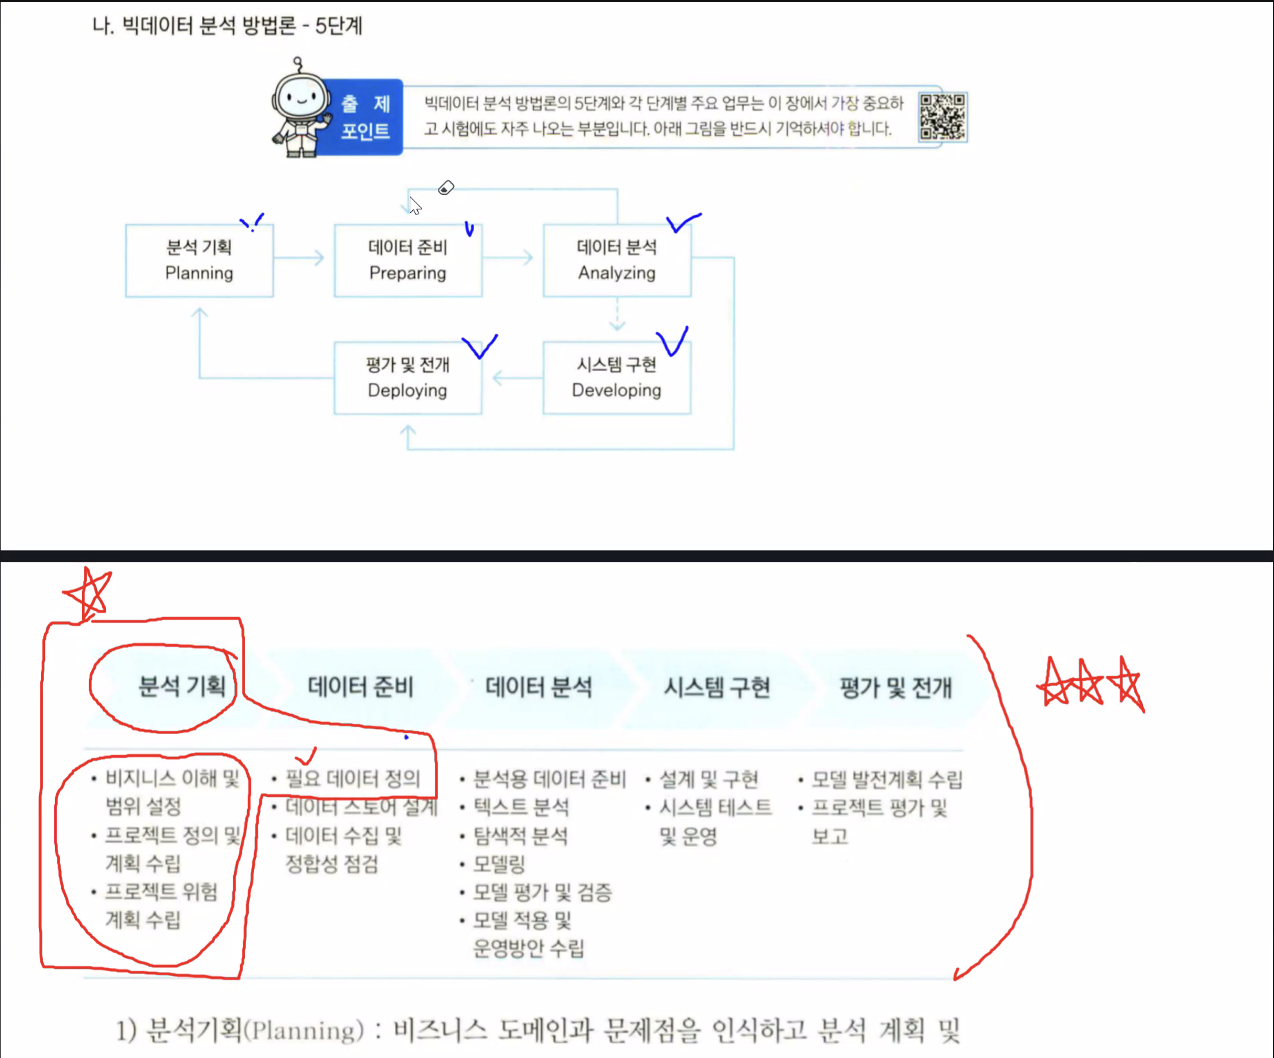 나. 빅데이터 분석 방법론 - 5단계
출 제
포인트
빅데이터 분석 방법론의 5단계와 각 단계별 주요 업무는 이 장에서 가장 중요하
고 시험에도 자주 나오는 부분입니다. 아래 그림을 반드시 기억하셔야 합니다.
분석 기획
Planning
데이터 준비
Preparing
데이터 분석
Analyzing
평가 및 전개
Deploying
시스템 구현
Developing
분석 기획
데이터 준비
데이터 분석
시스템 구현
평가 및 전개
• 비지니스 이해 및
범위 설정
• 프로젝트 정의 및
계획 수립
• 프로젝트 위험
계획 수립
• 필요 데이터 정의
• 데이터 스토어 설계
• 데이터 수집 및
정합성 점검
• 분석용 데이터 준비
• 텍스트 분석
• 탐색적 분석
• 모델링
• 모델 평가 및 검증
• 모델 적용 및
운영방안 수립
• 설계 및 구현
• 시스템 테스트
및 운영
• 모델 발전계획 수립
• 프로젝트 평가 및
보고
1) 분석기획(Planning) : 비즈니스 도메인과 문제점을 인식하고 분석 계획 및